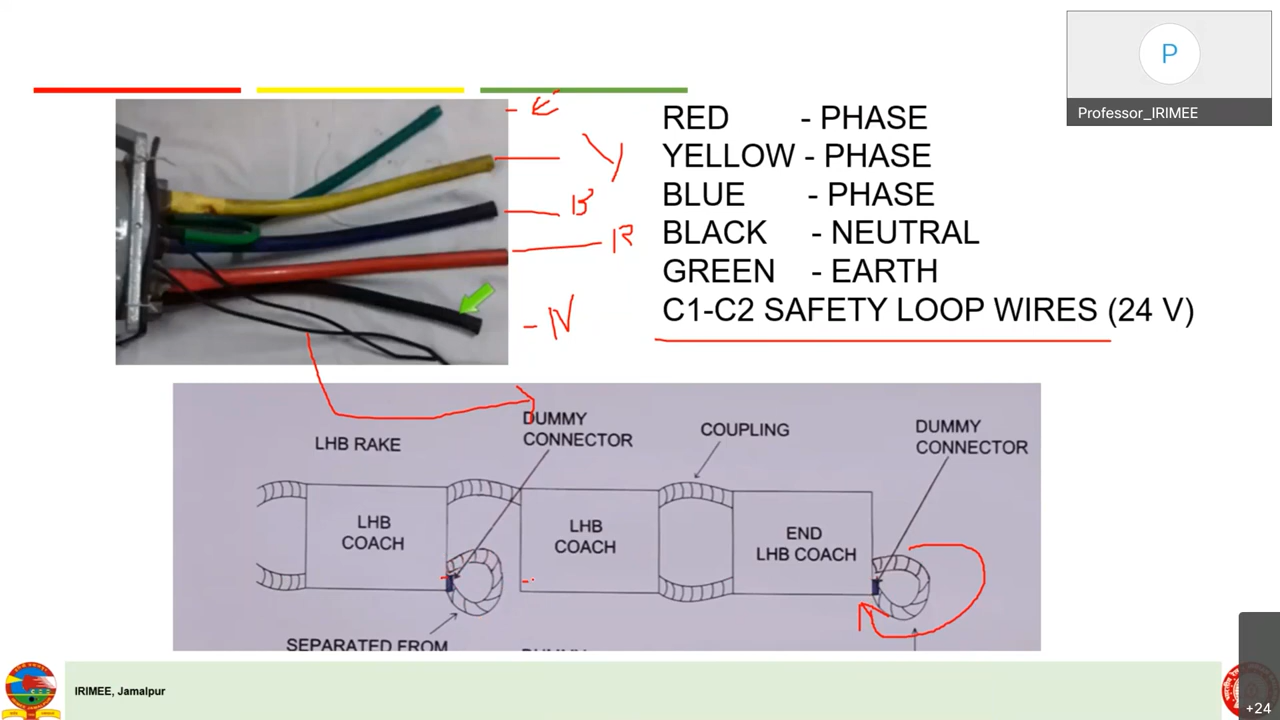 P
Professor_IRIMEE
RED - PHASE
YELLOW - PHASE
BLUE - PHASE
BLACK - NEUTRAL
GREEN - EARTH
C1-C2 SAFETY LOOP WIRES (24 V)
E
Y
B
R
- N
LHB RAKE
DUMMY
CONNECTOR
COUPLING
DUMMY
CONNECTOR
LHB
COACH
LHB
COACH
END
LHB COACH
SEPARATED FROM
IRIMEE, Jamalpur
+24